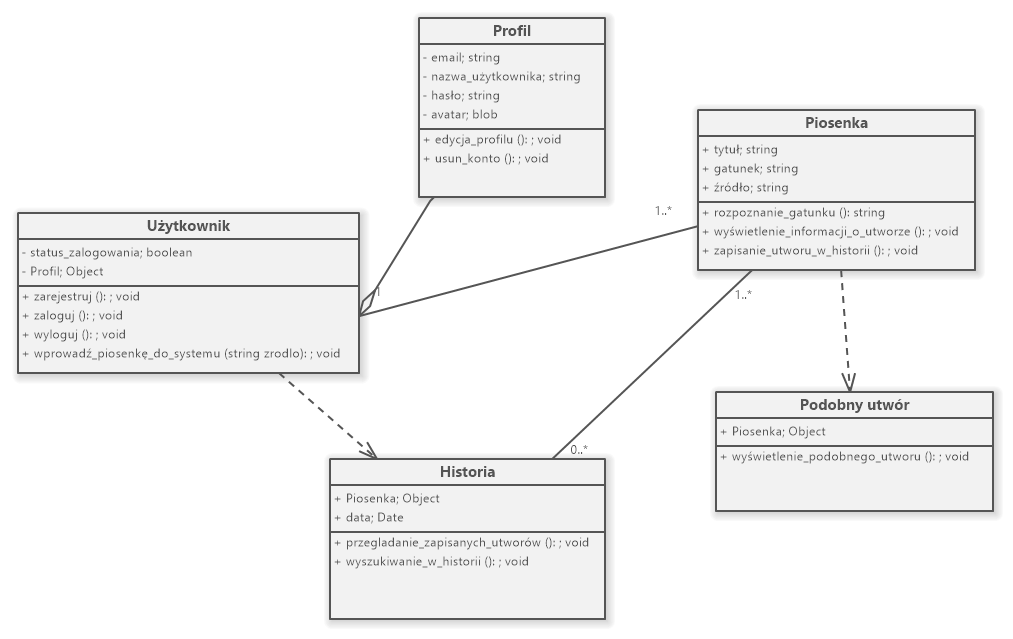 Profil
- email; string
- nazwa_użytkownika; string
- hasło; string
- avatar; blob
+ edycja_profilu (): ; void
+ usun_konto (): ; void
Piosenka
+ tytuł; string
+ gatunek; string
+ źródło; string
+ rozpoznanie_gatunku (): string
+ wyświetlenie_informacji_o_utworze (): ; void
+ zapisanie_utworu_w_historii (): ; void
1..*
Użytkownik
- status_zalogowania; boolean
- Profil; Object
+ zarejestruj (): ; void
+ zaloguj (): ; void
+ wyloguj (): ; void
+ wprowadź_piosenkę_do_systemu (string zrodlo): ; void
1
1..*
Podobny utwór
+ Piosenka; Object
+ wyświetlenie_podobnego_utworu (): ; void
0..*
Historia
+ Piosenka; Object
+ data; Date
+ przegladanie_zapisanych_utworów (): ; void
+ wyszukiwanie_w_historii (): ; void